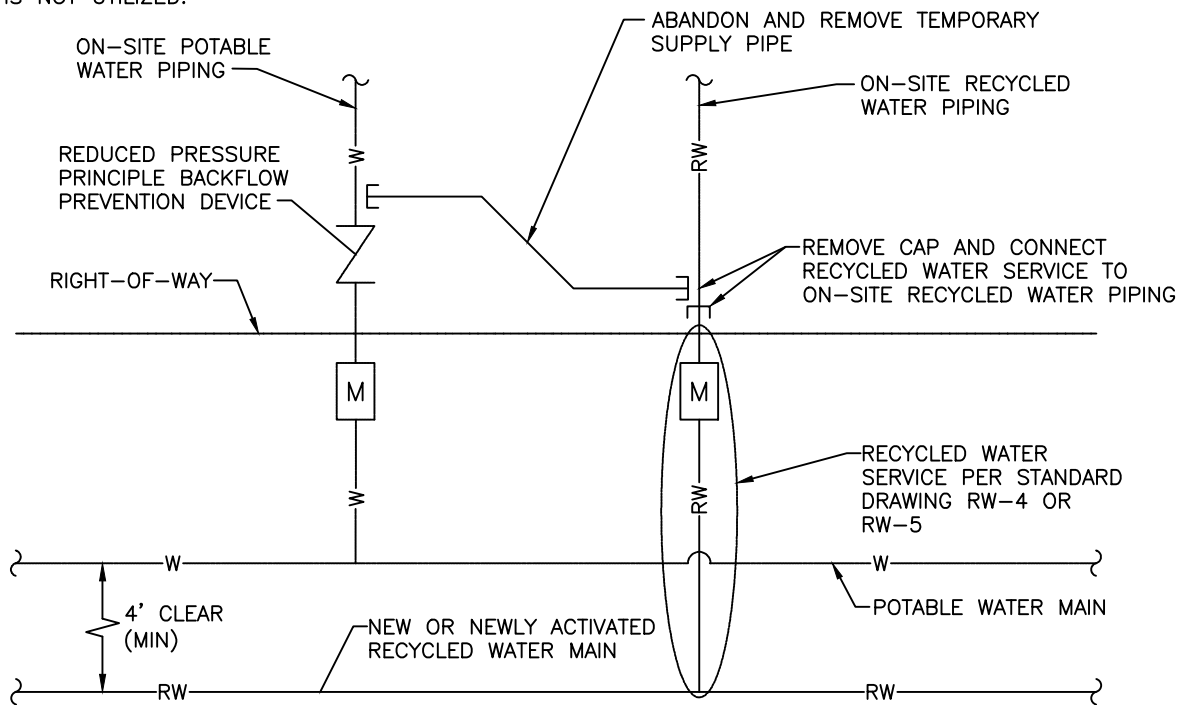 IS NOT UTILIZED.
ABANDON AND REMOVE TEMPORARY
SUPPLY PIPE
ON-SITE POTABLE
WATER PIPING
ON-SITE RECYCLED
WATER PIPING
REDUCED PRESSURE
PRINCIPLE BACKFLOW
PREVENTION DEVICE
W
RW
REMOVE CAP AND CONNECT
RECYCLED WATER SERVICE TO
ON-SITE RECYCLED WATER PIPING
RIGHT-OF-WAY
M
M
RECYCLED WATER
SERVICE PER STANDARD
DRAWING RW-4 OR
RW-5
W
RW
W
W
4' CLEAR
(MIN)
POTABLE WATER MAIN
NEW OR NEWLY ACTIVATED
RECYCLED WATER MAIN
RW
RW